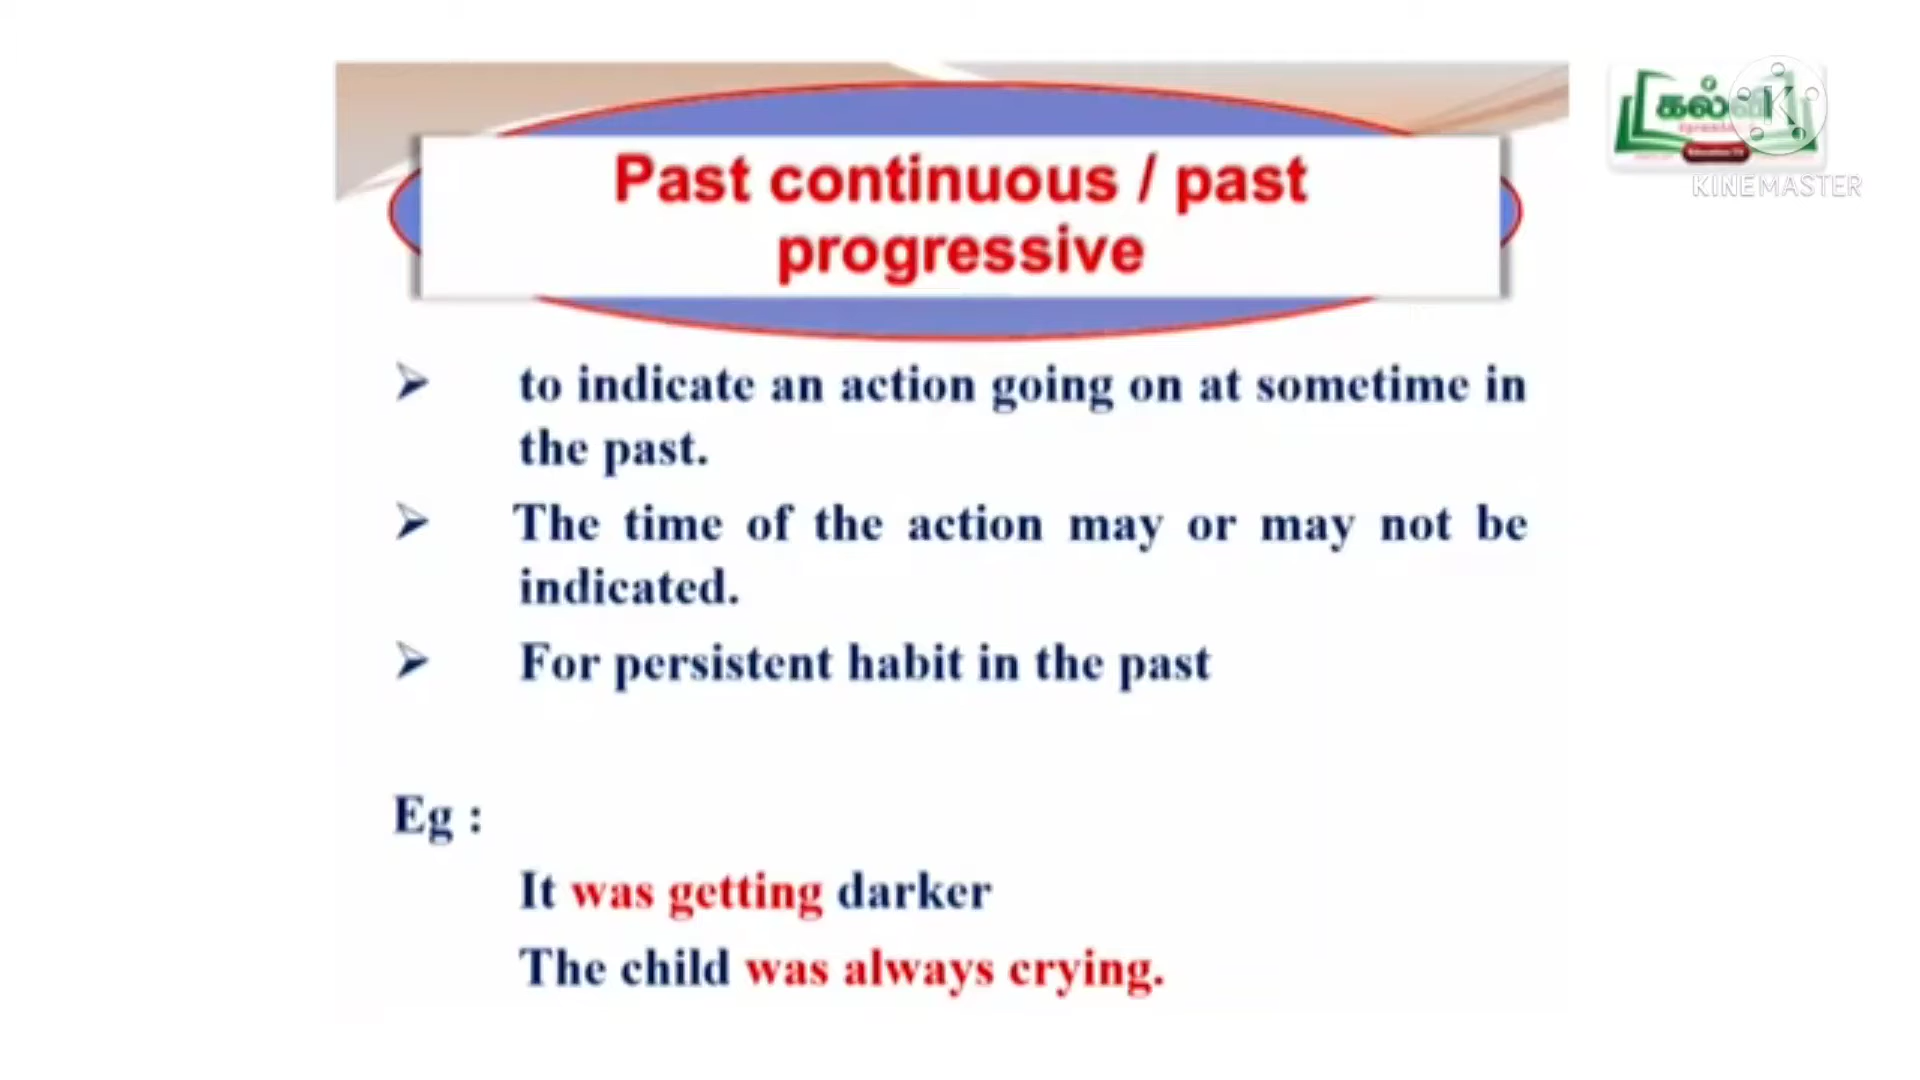 Past continuous / past
progressive
கல்வி
KINEMASTER
➢ to indicate an action going on at sometime in
the past.
➢ The time of the action may or may not be
indicated.
➢ For persistent habit in the past
Eg :
It was getting darker
The child was always crying.